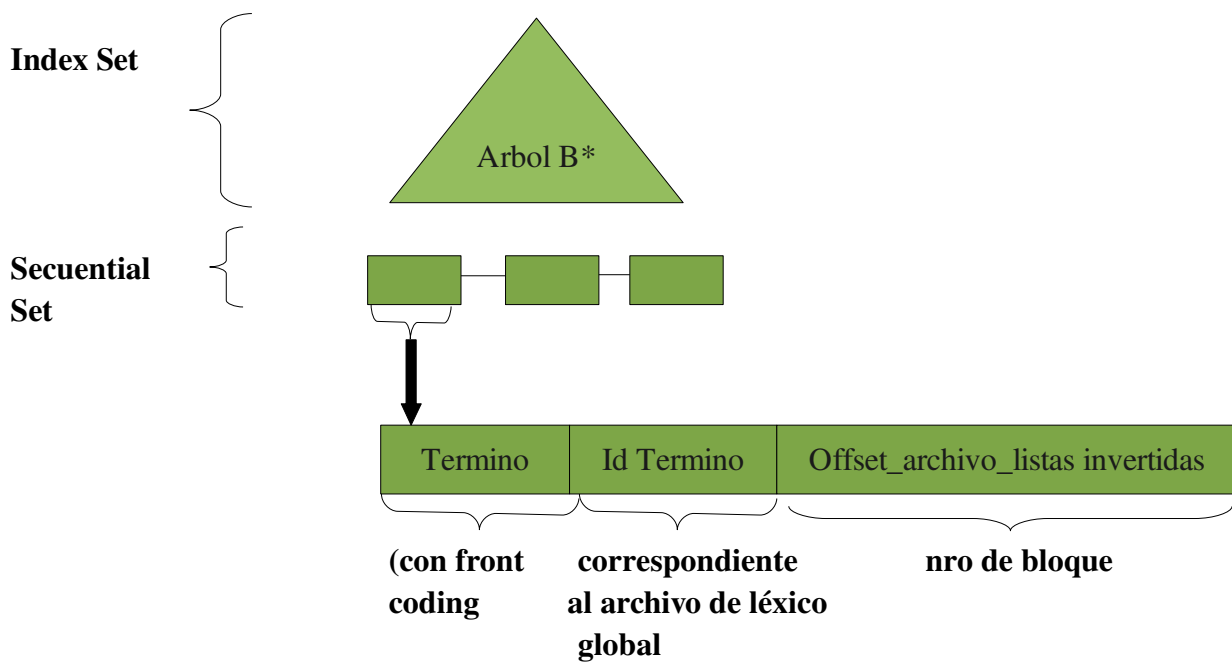 Index Set
Arbol B*
Secuential
Set
Termino
Id Termino
Offset_archivo_listas invertidas
(con front
coding
correspondiente
al archivo de léxico
global
nro de bloque